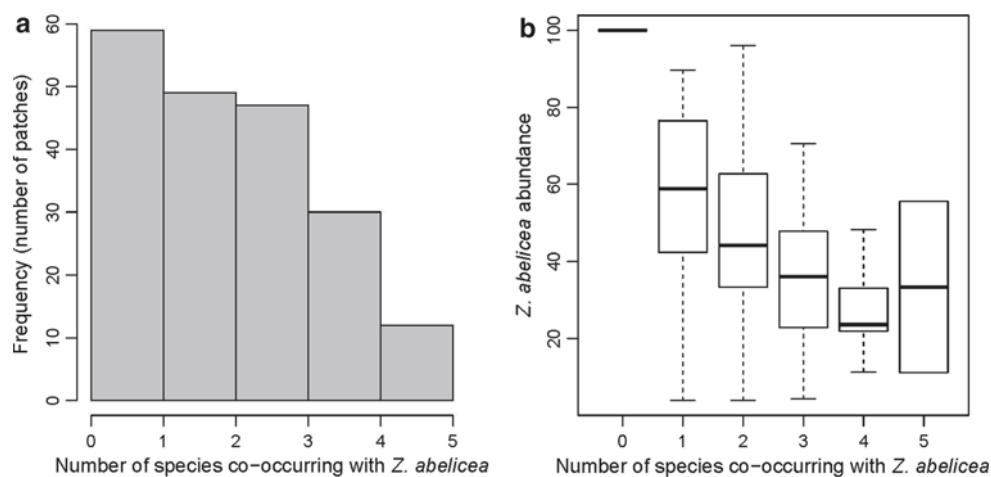 a
Frequency (number of patches)
60
50
40
30
20
10
0
0 1 2 3 4 5
Number of species co-occurring with Z. abelicea
b
Z. abelicea abundance
100
80
60
40
20
0 1 2 3 4 5
Number of species co-occurring with Z. abelicea